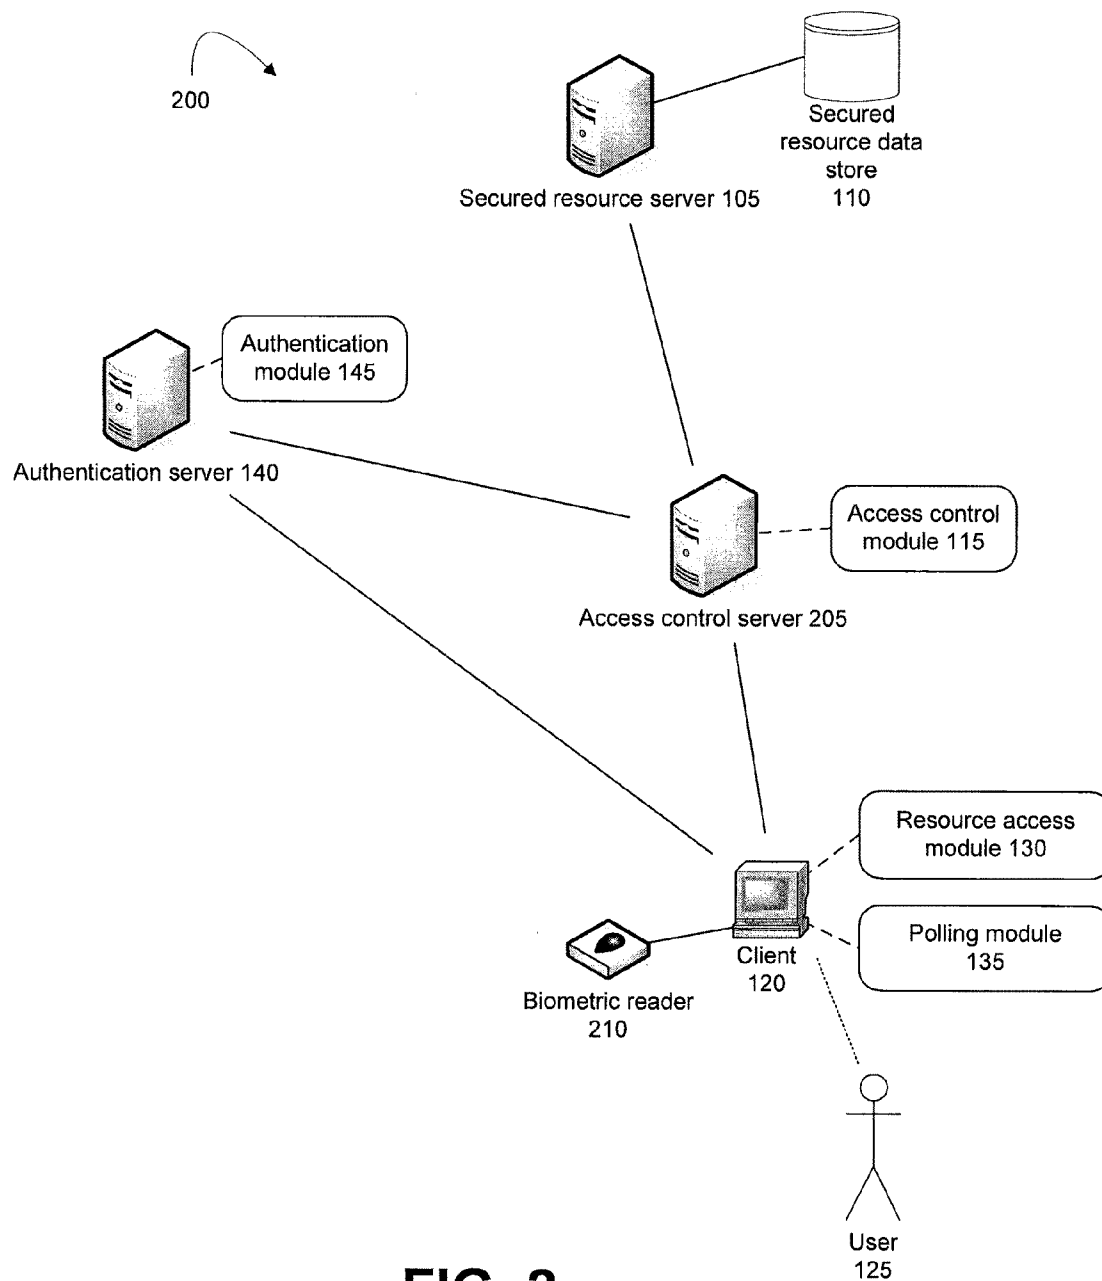 200
Secured
resource data
store
110
Secured resource server 105
Authentication
module 145
Authentication server 140
Access control
module 115
Access control server 205
Resource access
module 130
Polling module
135
Client
120
Biometric reader
210
User
125
FIG.